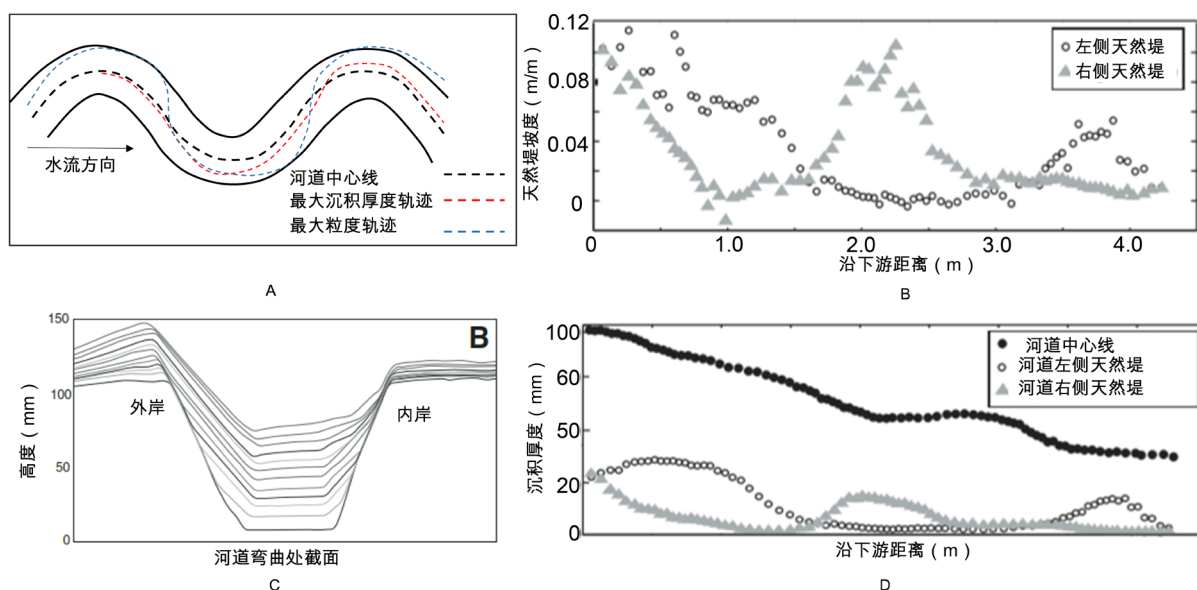 水流方向
河道中心线
最大沉积厚度轨迹
最大粒度轨迹
A
0.12
0.08
0.04
0
天然堤坡度（m/m）
左侧天然堤
右侧天然堤
0 1.0 2.0 3.0 4.0
沿下游距离（m）
B
150
100
50
0
高度（mm）
B
外岸
内岸
河道弯曲处截面
C
100
60
50
20
0
沉积厚度（mm）
河道中心线
河道左侧天然堤
河道右侧天然堤
沿下游距离（m）
D